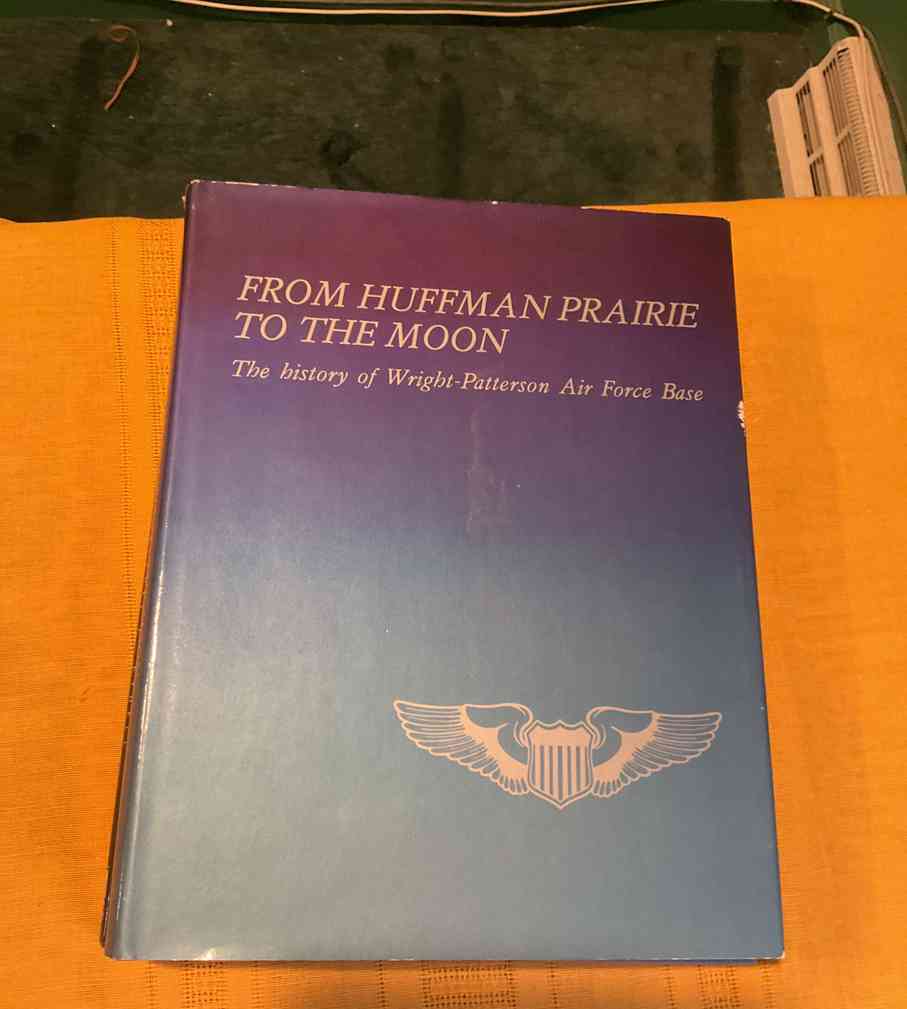 FROM HUFFMAN PRAIRIE
TO THE MOON
The history of Wright-Patterson Air Force Base